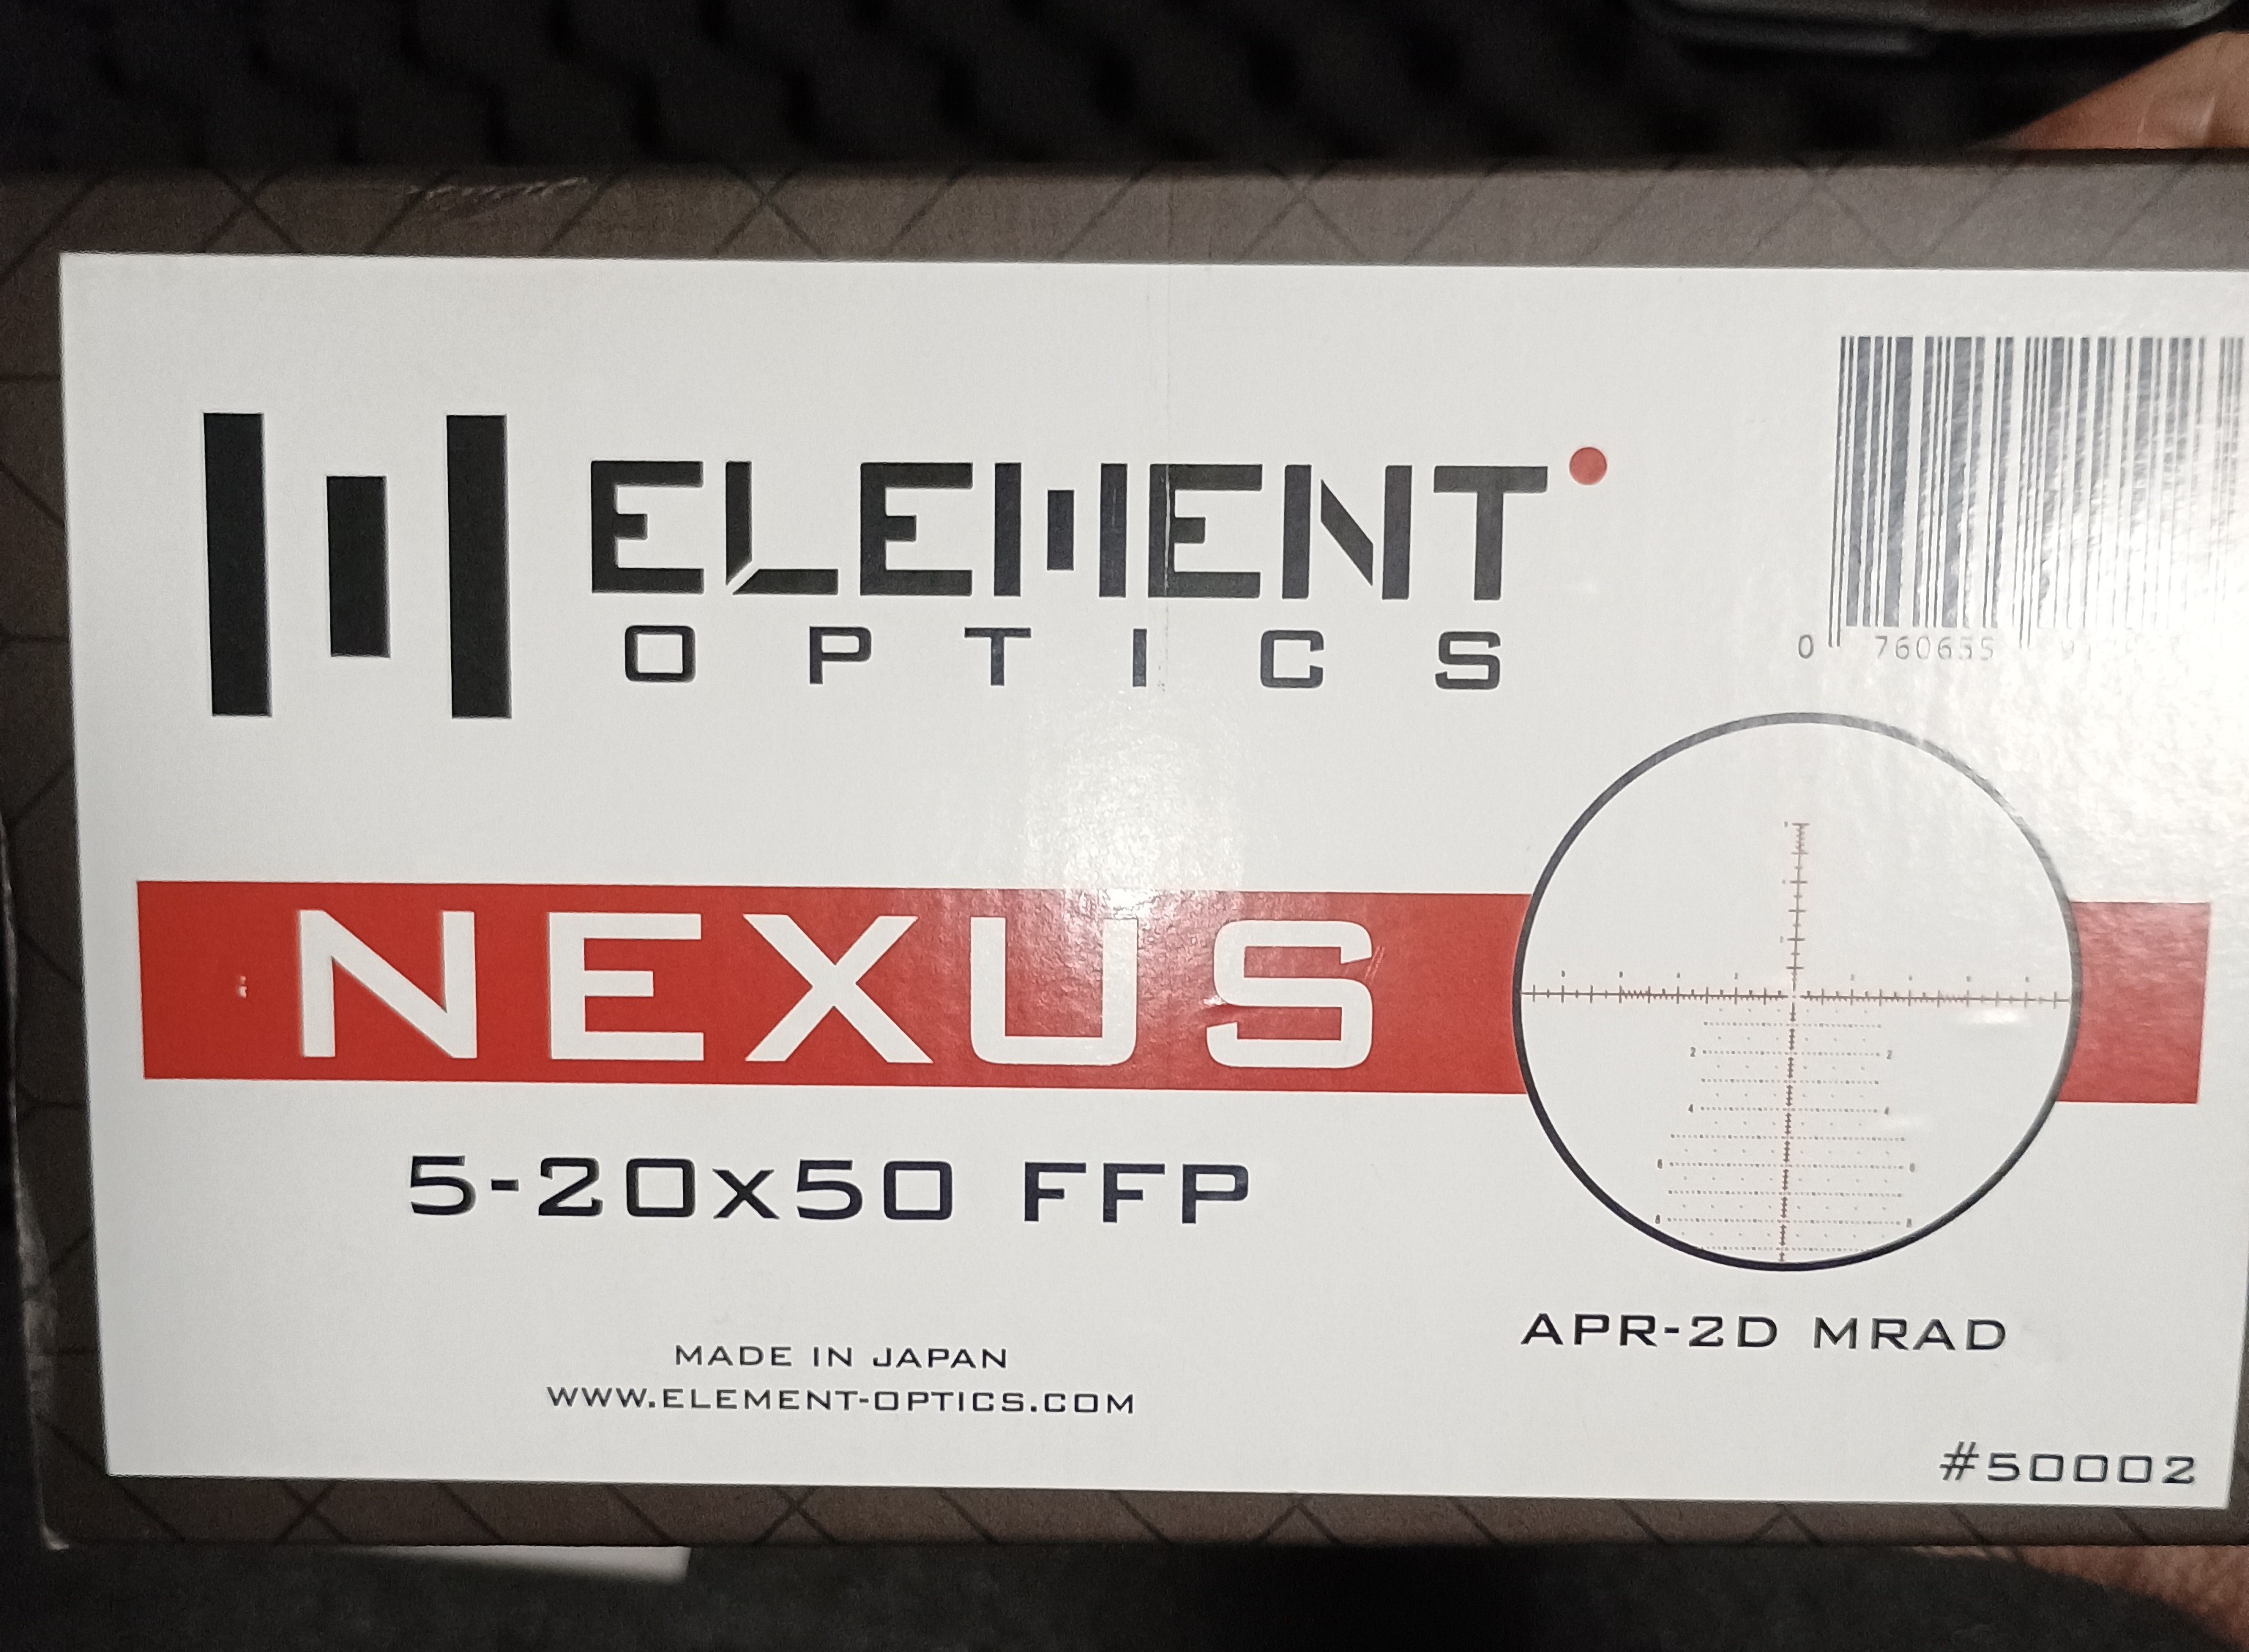 ELEMENT
OPTICS
0 760655
NEXUS
2 2
4 4
6 6
8 8
5-20x50 FFP
APR-2D MRAD
MADE IN JAPAN
WWW.ELEMENT-OPTICS.COM
#50002